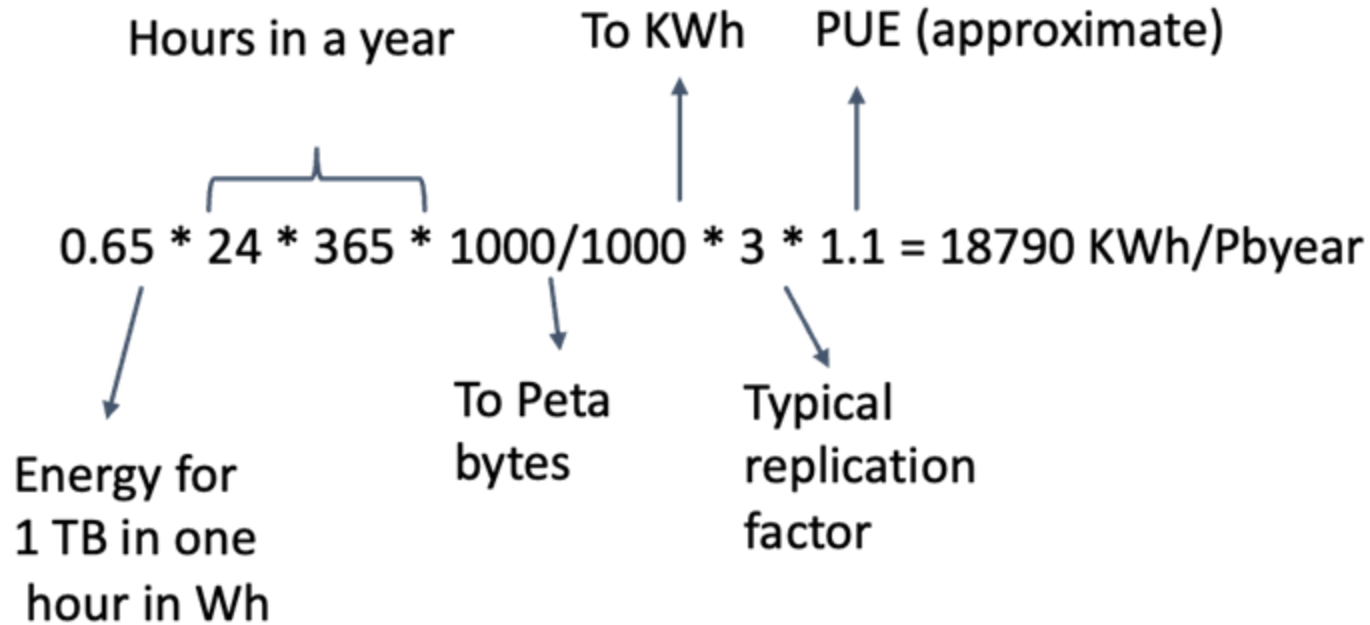 Hours in a year
To KWh
PUE (approximate)
0.65 * 24 * 365 * 1000/1000 * 3 * 1.1 = 18790 KWh/Pbyear
Energy for
1 TB in one
hour in Wh
To Peta
bytes
Typical
replication
factor